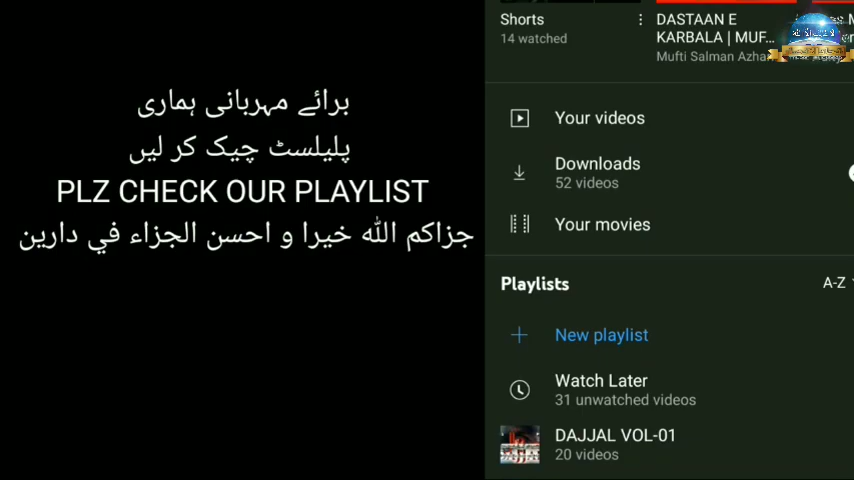 برائے مہربانی ہماری
پلیلسٹ چیک کر لیں
PLZ CHECK OUR PLAYLIST
جزاكم الله خيرا و احسن الجزاء في دارين
Shorts
14 watched
DASTAAN E
KARBALA | MUF...
Mufti Salman Azha
Your videos
Downloads
52 videos
Your movies
Playlists
A-Z
New playlist
Watch Later
31 unwatched videos
DAJJAL VOL-01
20 videos